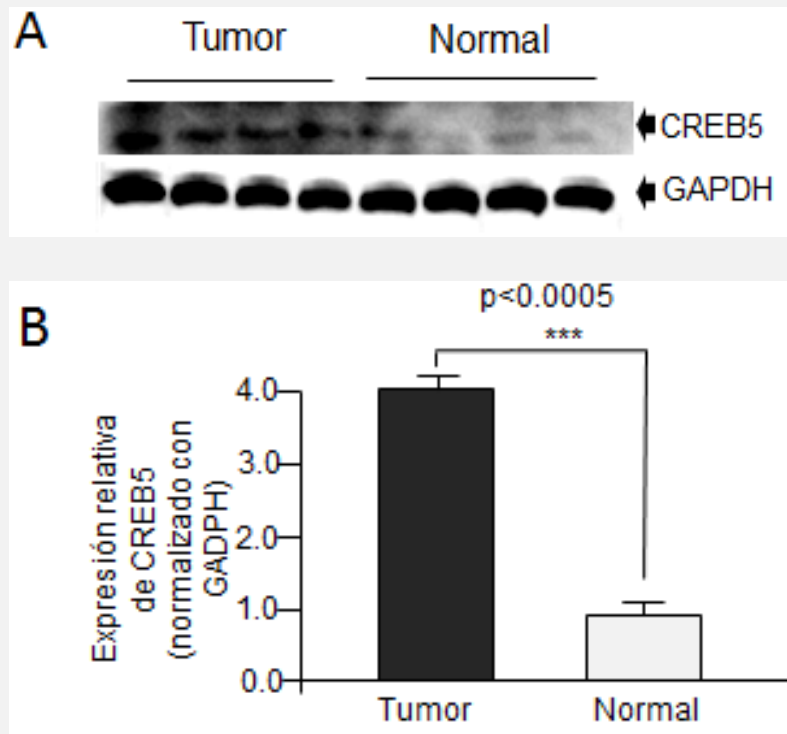 A
Tumor
Normal
CREB5
GAPDH
B
p<0.0005
***
Expresión relativa
de CREB5
(normalizado con
GADPH)
4.0
3.0
2.0
1.0
0.0
Tumor
Normal